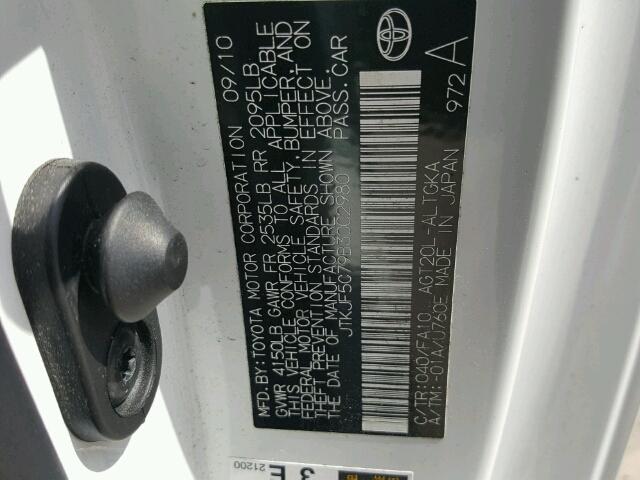 MFD. BY: TOYOTA MOTOR CORPORATION 09/10
GVWR 4150LB GAWR FR 2535LB RR 2095LB
THIS VEHICLE CONFORMS TO ALL APPLICABLE
FEDERAL MOTOR VEHICLE SAFETY, BUMPER, AND
THEFT PREVENTION STANDARDS IN EFFECT ON
THE DATE OF MANUFACTURE SHOWN ABOVE.
JTKJF5C79B3002980 PASS. CAR
C/TR: 040/FA10 AGT20L-ALTGKA
A/TM: -01A/U760E MADE IN JAPAN
972 A
21200
3 E